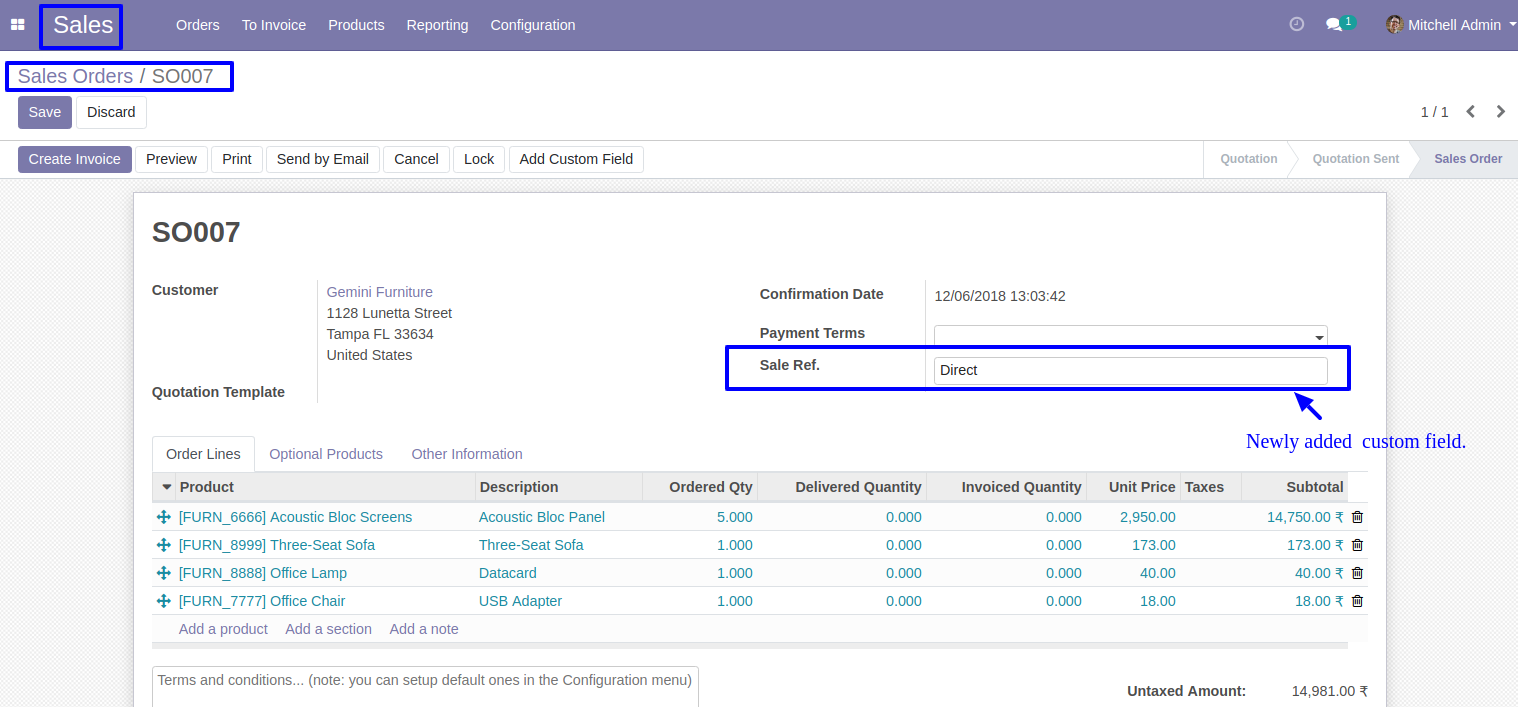 Sales Orders To Invoice Products Reporting Configuration 1 Mitchell Admin
Sales Orders / SO007
Save Discard 1 / 1
Create Invoice Preview Print Send by Email Cancel Lock Add Custom Field Quotation Quotation Sent Sales Order
SO007
Customer
Gemini Furniture
1128 Lunetta Street
Tampa FL 33634
United States
Quotation Template
Confirmation Date 12/06/2018 13:03:42
Payment Terms
Sale Ref. Direct
Newly added custom field.
Order Lines Optional Products Other Information
Product Description Ordered Qty Delivered Quantity Invoiced Quantity Unit Price Taxes Subtotal
[FURN_6666] Acoustic Bloc Screens Acoustic Bloc Panel 5.000 0.000 0.000 2,950.00 14,750.00 ₹
[FURN_8999] Three-Seat Sofa Three-Seat Sofa 1.000 0.000 0.000 173.00 173.00 ₹
[FURN_8888] Office Lamp Datacard 1.000 0.000 0.000 40.00 40.00 ₹
[FURN_7777] Office Chair USB Adapter 1.000 0.000 0.000 18.00 18.00 ₹
Add a product Add a section Add a note
Terms and conditions... (note: you can setup default ones in the Configuration menu)
Untaxed Amount: 14,981.00 ₹